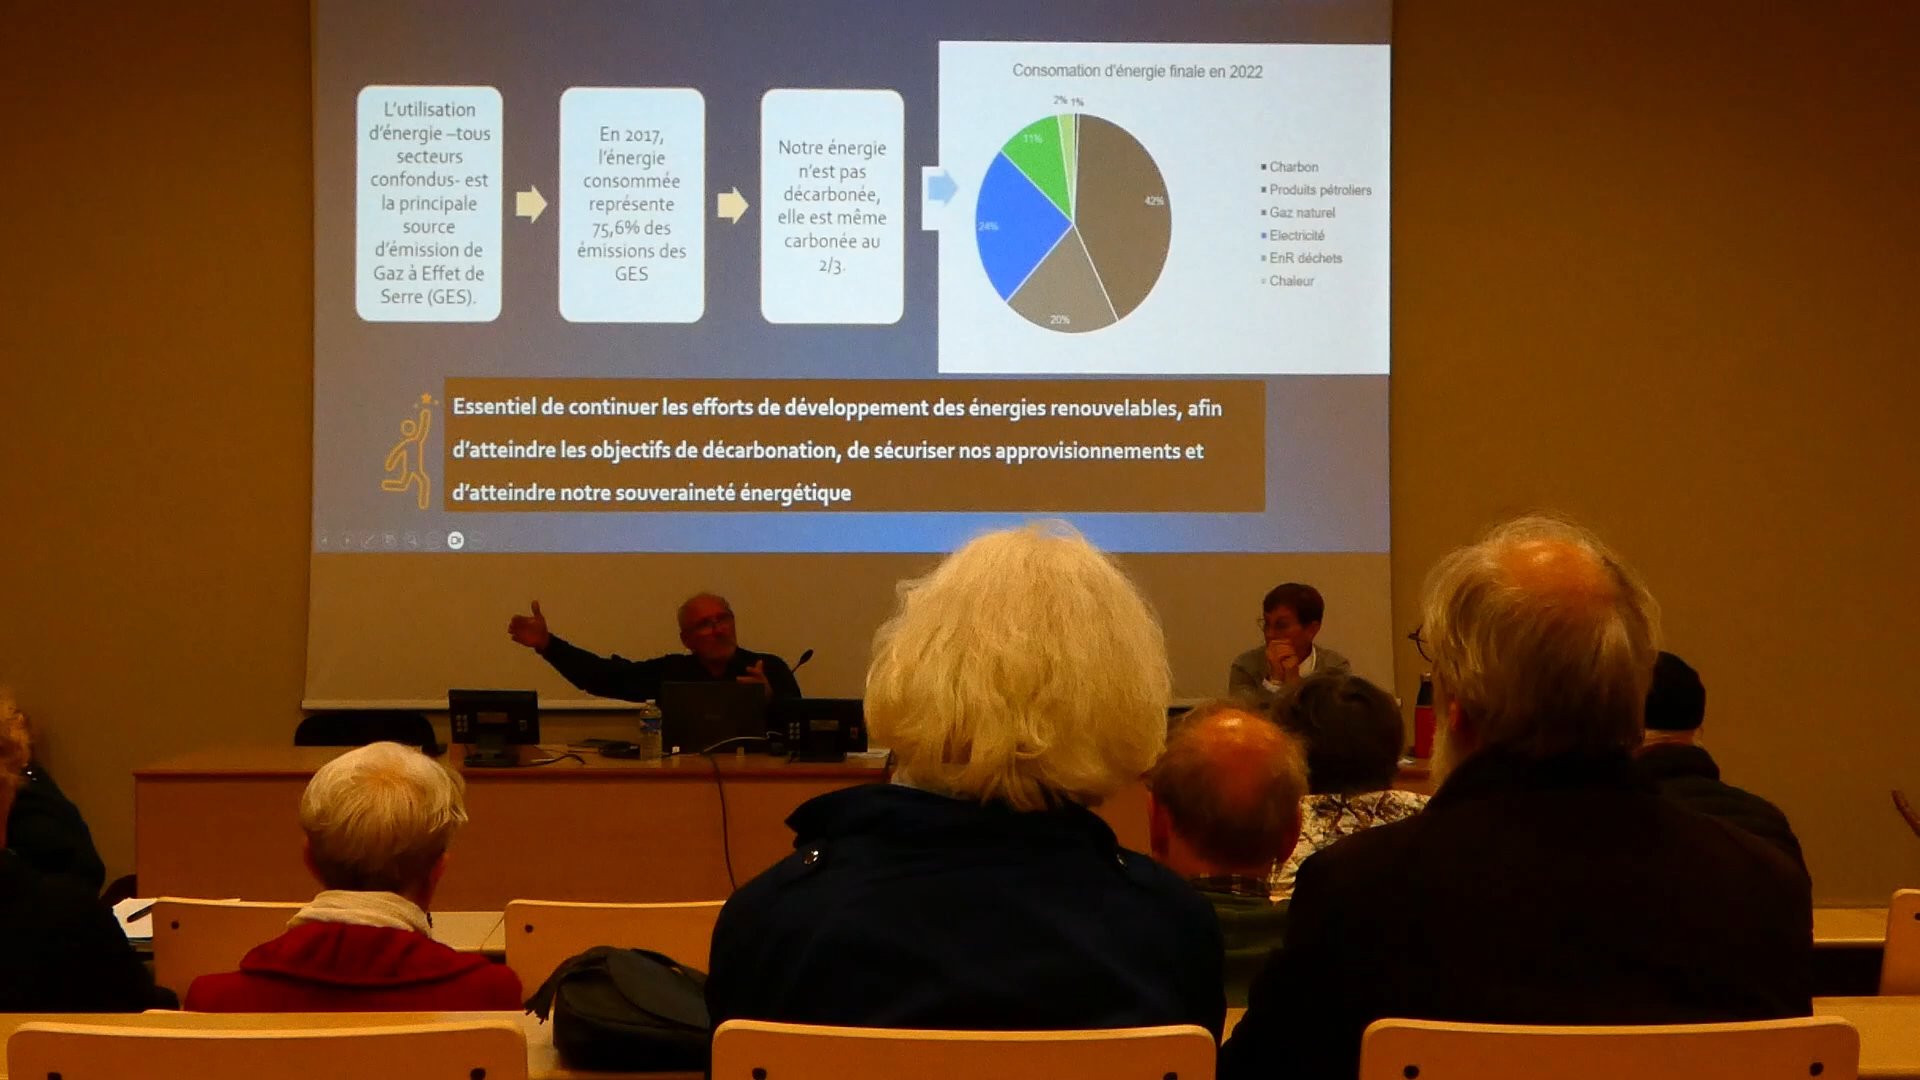 L'utilisation
d'énergie –tous
secteurs
confondus- est
la principale
source
d'émission de
Gaz à Effet de
Serre (GES).
En 2017,
l'énergie
consommée
représente
75,6% des
émissions des
GES
Notre énergie
n'est pas
décarbonée,
elle est même
carbonée au
2/3.
Consomation d'énergie finale en 2022
2% 1%
11%
42%
24%
20%
Charbon
Produits pétroliers
Gaz naturel
Electricité
EnR déchets
Chaleur
Essentiel de continuer les efforts de développement des énergies renouvelables, afin
d'atteindre les objectifs de décarbonation, de sécuriser nos approvisionnements et
d'atteindre notre souveraineté énergétique